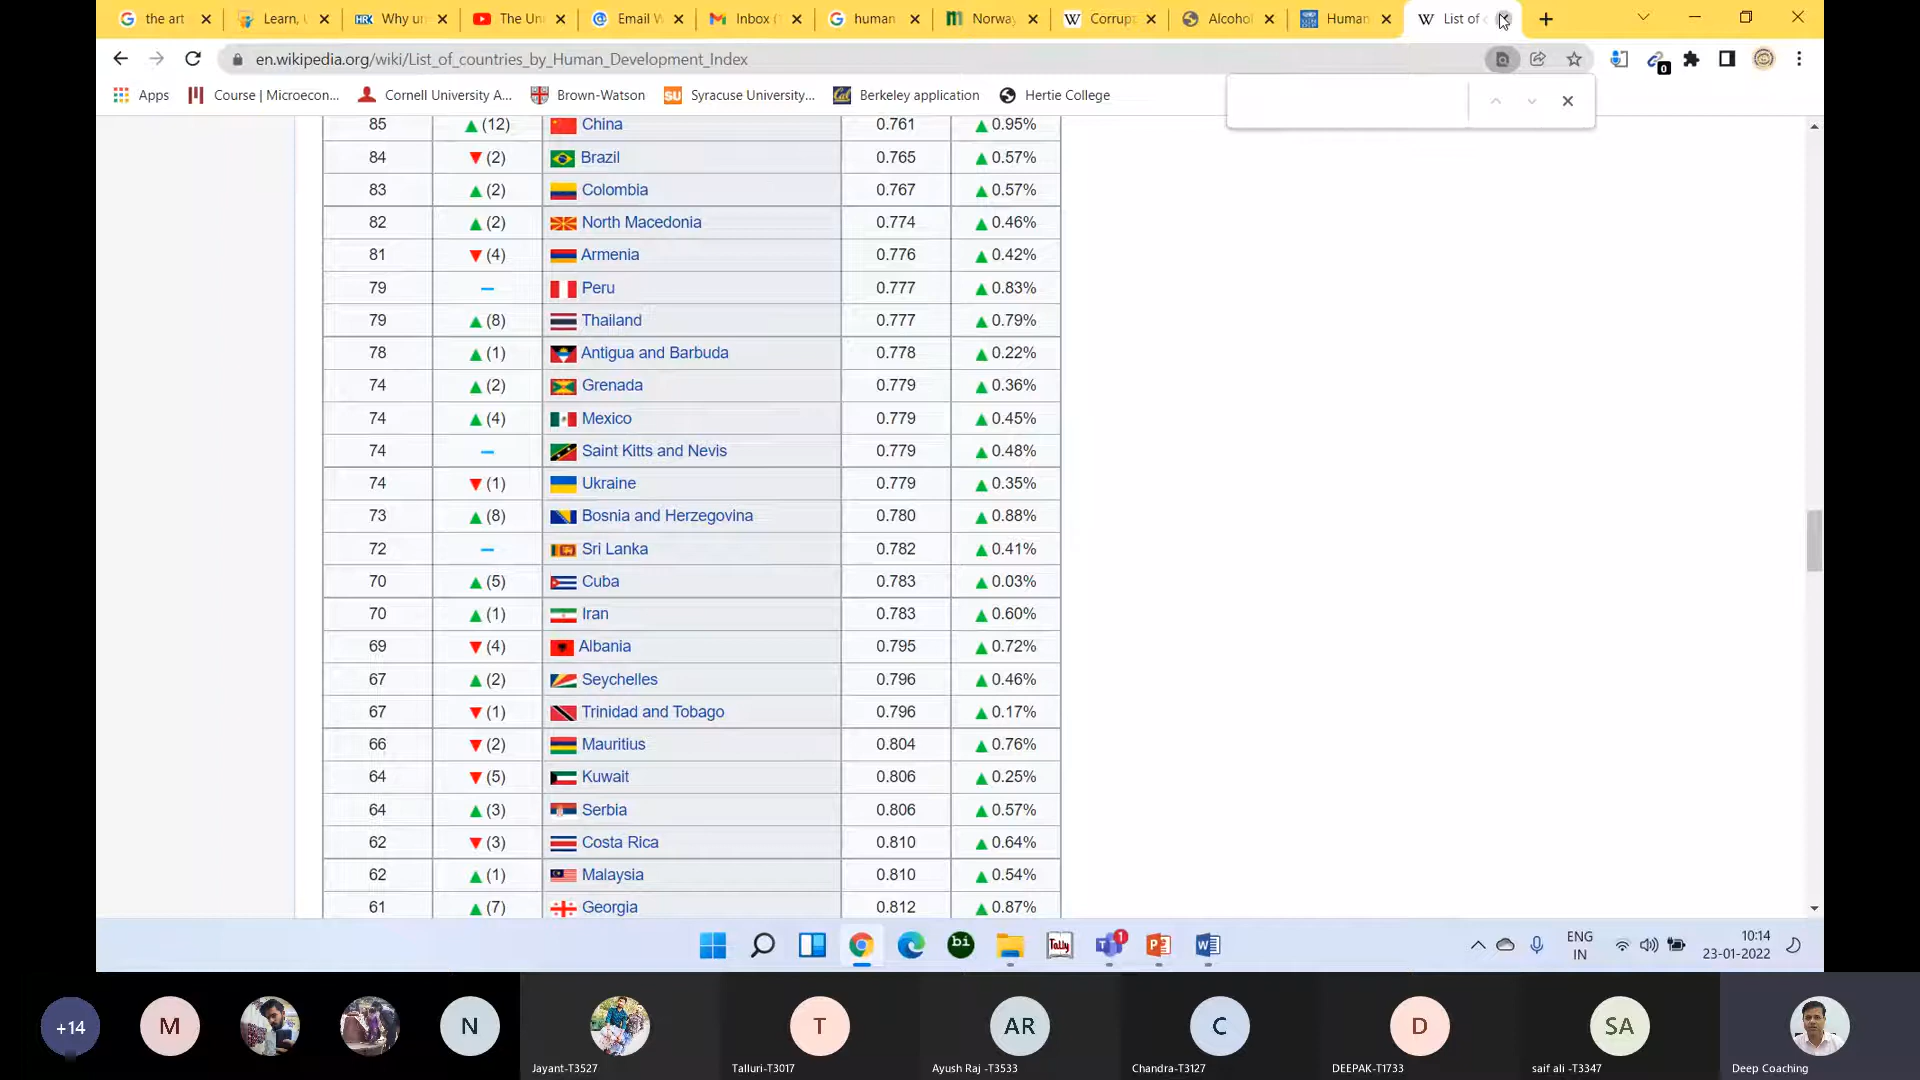 the art
Learn,
HRK Why u
The Un
Email W
Inbox (
human
Norway
W Corrup
Alcohol
Human
W List of
en.wikipedia.org/wiki/List_of_countries_by_Human_Development_Index
0
Apps Course | Microecon... Cornell University A... Brown-Watson SU Syracuse University... Cal Berkeley application Hertie College
85 ▲ (12) China 0.761 ▲ 0.95%
84 ▼ (2) Brazil 0.765 ▲ 0.57%
83 ▲ (2) Colombia 0.767 ▲ 0.57%
82 ▲ (2) North Macedonia 0.774 ▲ 0.46%
81 ▼ (4) Armenia 0.776 ▲ 0.42%
79 – Peru 0.777 ▲ 0.83%
79 ▲ (8) Thailand 0.777 ▲ 0.79%
78 ▲ (1) Antigua and Barbuda 0.778 ▲ 0.22%
74 ▲ (2) Grenada 0.779 ▲ 0.36%
74 ▲ (4) Mexico 0.779 ▲ 0.45%
74 – Saint Kitts and Nevis 0.779 ▲ 0.48%
74 ▼ (1) Ukraine 0.779 ▲ 0.35%
73 ▲ (8) Bosnia and Herzegovina 0.780 ▲ 0.88%
72 – Sri Lanka 0.782 ▲ 0.41%
70 ▲ (5) Cuba 0.783 ▲ 0.03%
70 ▲ (1) Iran 0.783 ▲ 0.60%
69 ▼ (4) Albania 0.795 ▲ 0.72%
67 ▲ (2) Seychelles 0.796 ▲ 0.46%
67 ▼ (1) Trinidad and Tobago 0.796 ▲ 0.17%
66 ▼ (2) Mauritius 0.804 ▲ 0.76%
64 ▼ (5) Kuwait 0.806 ▲ 0.25%
64 ▲ (3) Serbia 0.806 ▲ 0.57%
62 ▼ (3) Costa Rica 0.810 ▲ 0.64%
62 ▲ (1) Malaysia 0.810 ▲ 0.54%
61 ▲ (7) Georgia 0.812 ▲ 0.87%
bi Tally 1
ENG
IN
10:14
23-01-2022
+14 M N T AR C D SA
Jayant-T3527 Talluri-T3017 Ayush Raj -T3533 Chandra-T3127 DEEPAK-T1733 saif ali -T3347 Deep Coaching